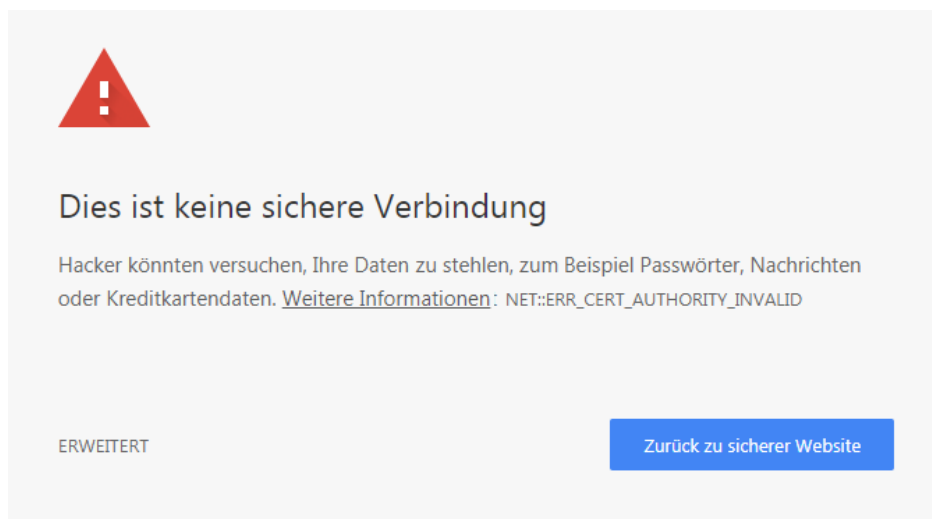 Dies ist keine sichere Verbindung
Hacker könnten versuchen, Ihre Daten zu stehlen, zum Beispiel Passwörter, Nachrichten
oder Kreditkartendaten. Weitere Informationen: NET::ERR_CERT_AUTHORITY_INVALID
ERWEITERT
Zurück zu sicherer Website